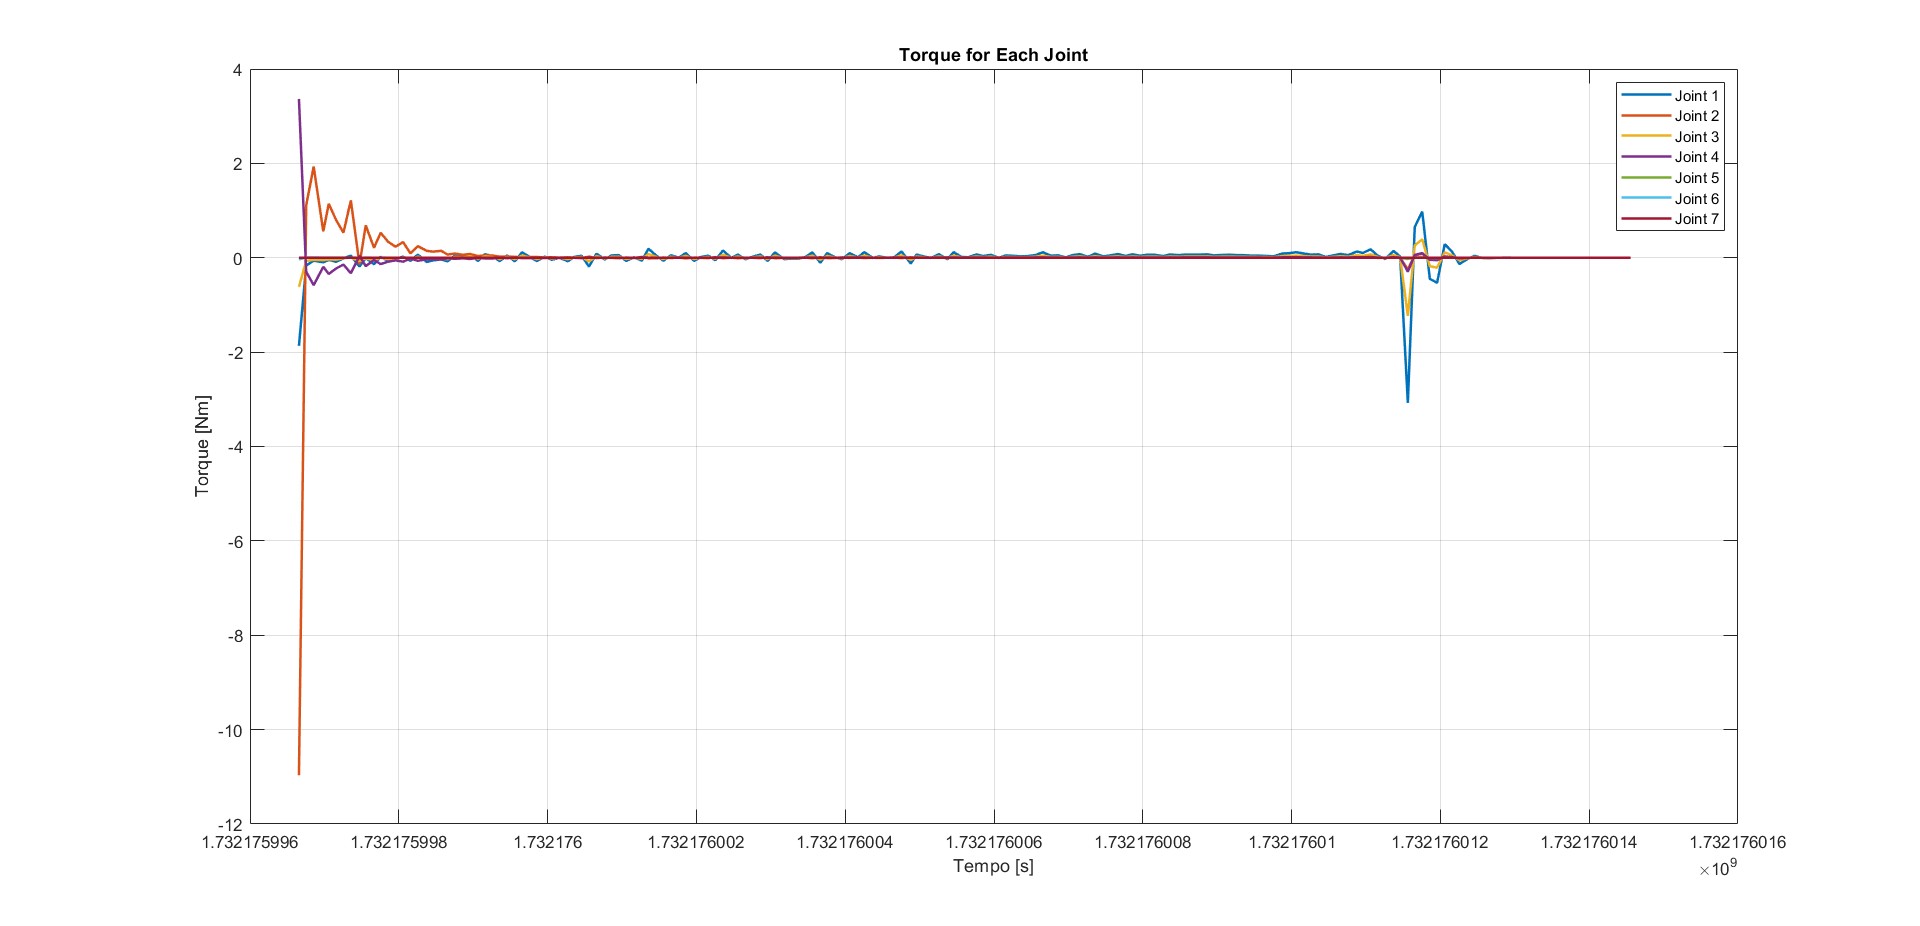 Torque for Each Joint
4
2
0
-2
-4
-6
-8
-10
-12
Torque [Nm]
Joint 1
Joint 2
Joint 3
Joint 4
Joint 5
Joint 6
Joint 7
1.732175996 1.732175998 1.732176 1.732176002 1.732176004 1.732176006 1.732176008 1.73217601 1.732176012 1.732176014 1.732176016
Tempo [s]
×10⁹